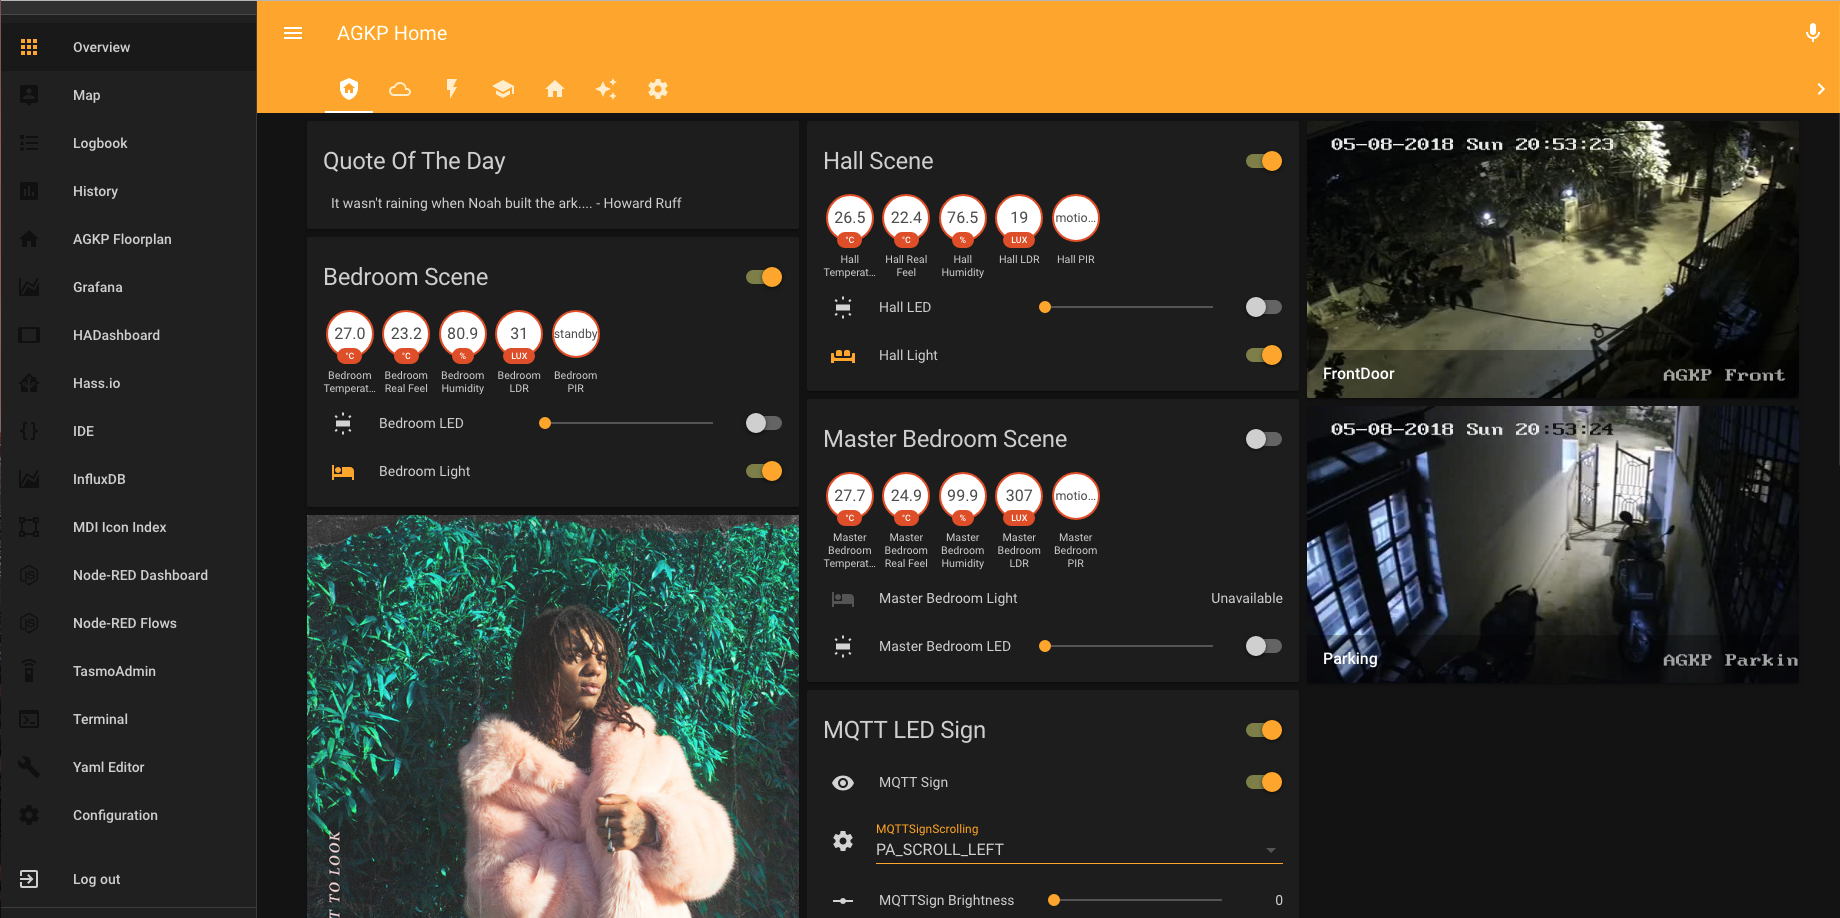 Overview
Map
Logbook
History
AGKP Floorplan
Grafana
HADashboard
Hass.io
IDE
InfluxDB
MDI Icon Index
Node-RED Dashboard
Node-RED Flows
TasmoAdmin
Terminal
Yaml Editor
Configuration
Log out
AGKP Home
Quote Of The Day
It wasn't raining when Noah built the ark.... - Howard Ruff
Bedroom Scene
27.0 23.2 80.9 31 standby
°C °C % LUX
Bedroom Bedroom Bedroom Bedroom Bedroom
Temperat... Real Feel Humidity LDR PIR
Bedroom LED
Bedroom Light
T TO LOOK
Hall Scene
26.5 22.4 76.5 19 motio...
°C °C % LUX
Hall Hall Real Hall Hall LDR Hall PIR
Temperat... Feel Humidity
Hall LED
Hall Light
Master Bedroom Scene
27.7 24.9 99.9 307 motio...
°C °C % LUX
Master Master Master Master Master
Bedroom Bedroom Bedroom Bedroom Bedroom
Temperat... Real Feel Humidity LDR PIR
Master Bedroom Light Unavailable
Master Bedroom LED
MQTT LED Sign
MQTT Sign
MQTTSignScrolling
PA_SCROLL_LEFT
MQTTSign Brightness 0
05-08-2018 Sun 20:53:23
FrontDoor AGKP Front
05-08-2018 Sun 20:53:24
Parking AGKP Parkin